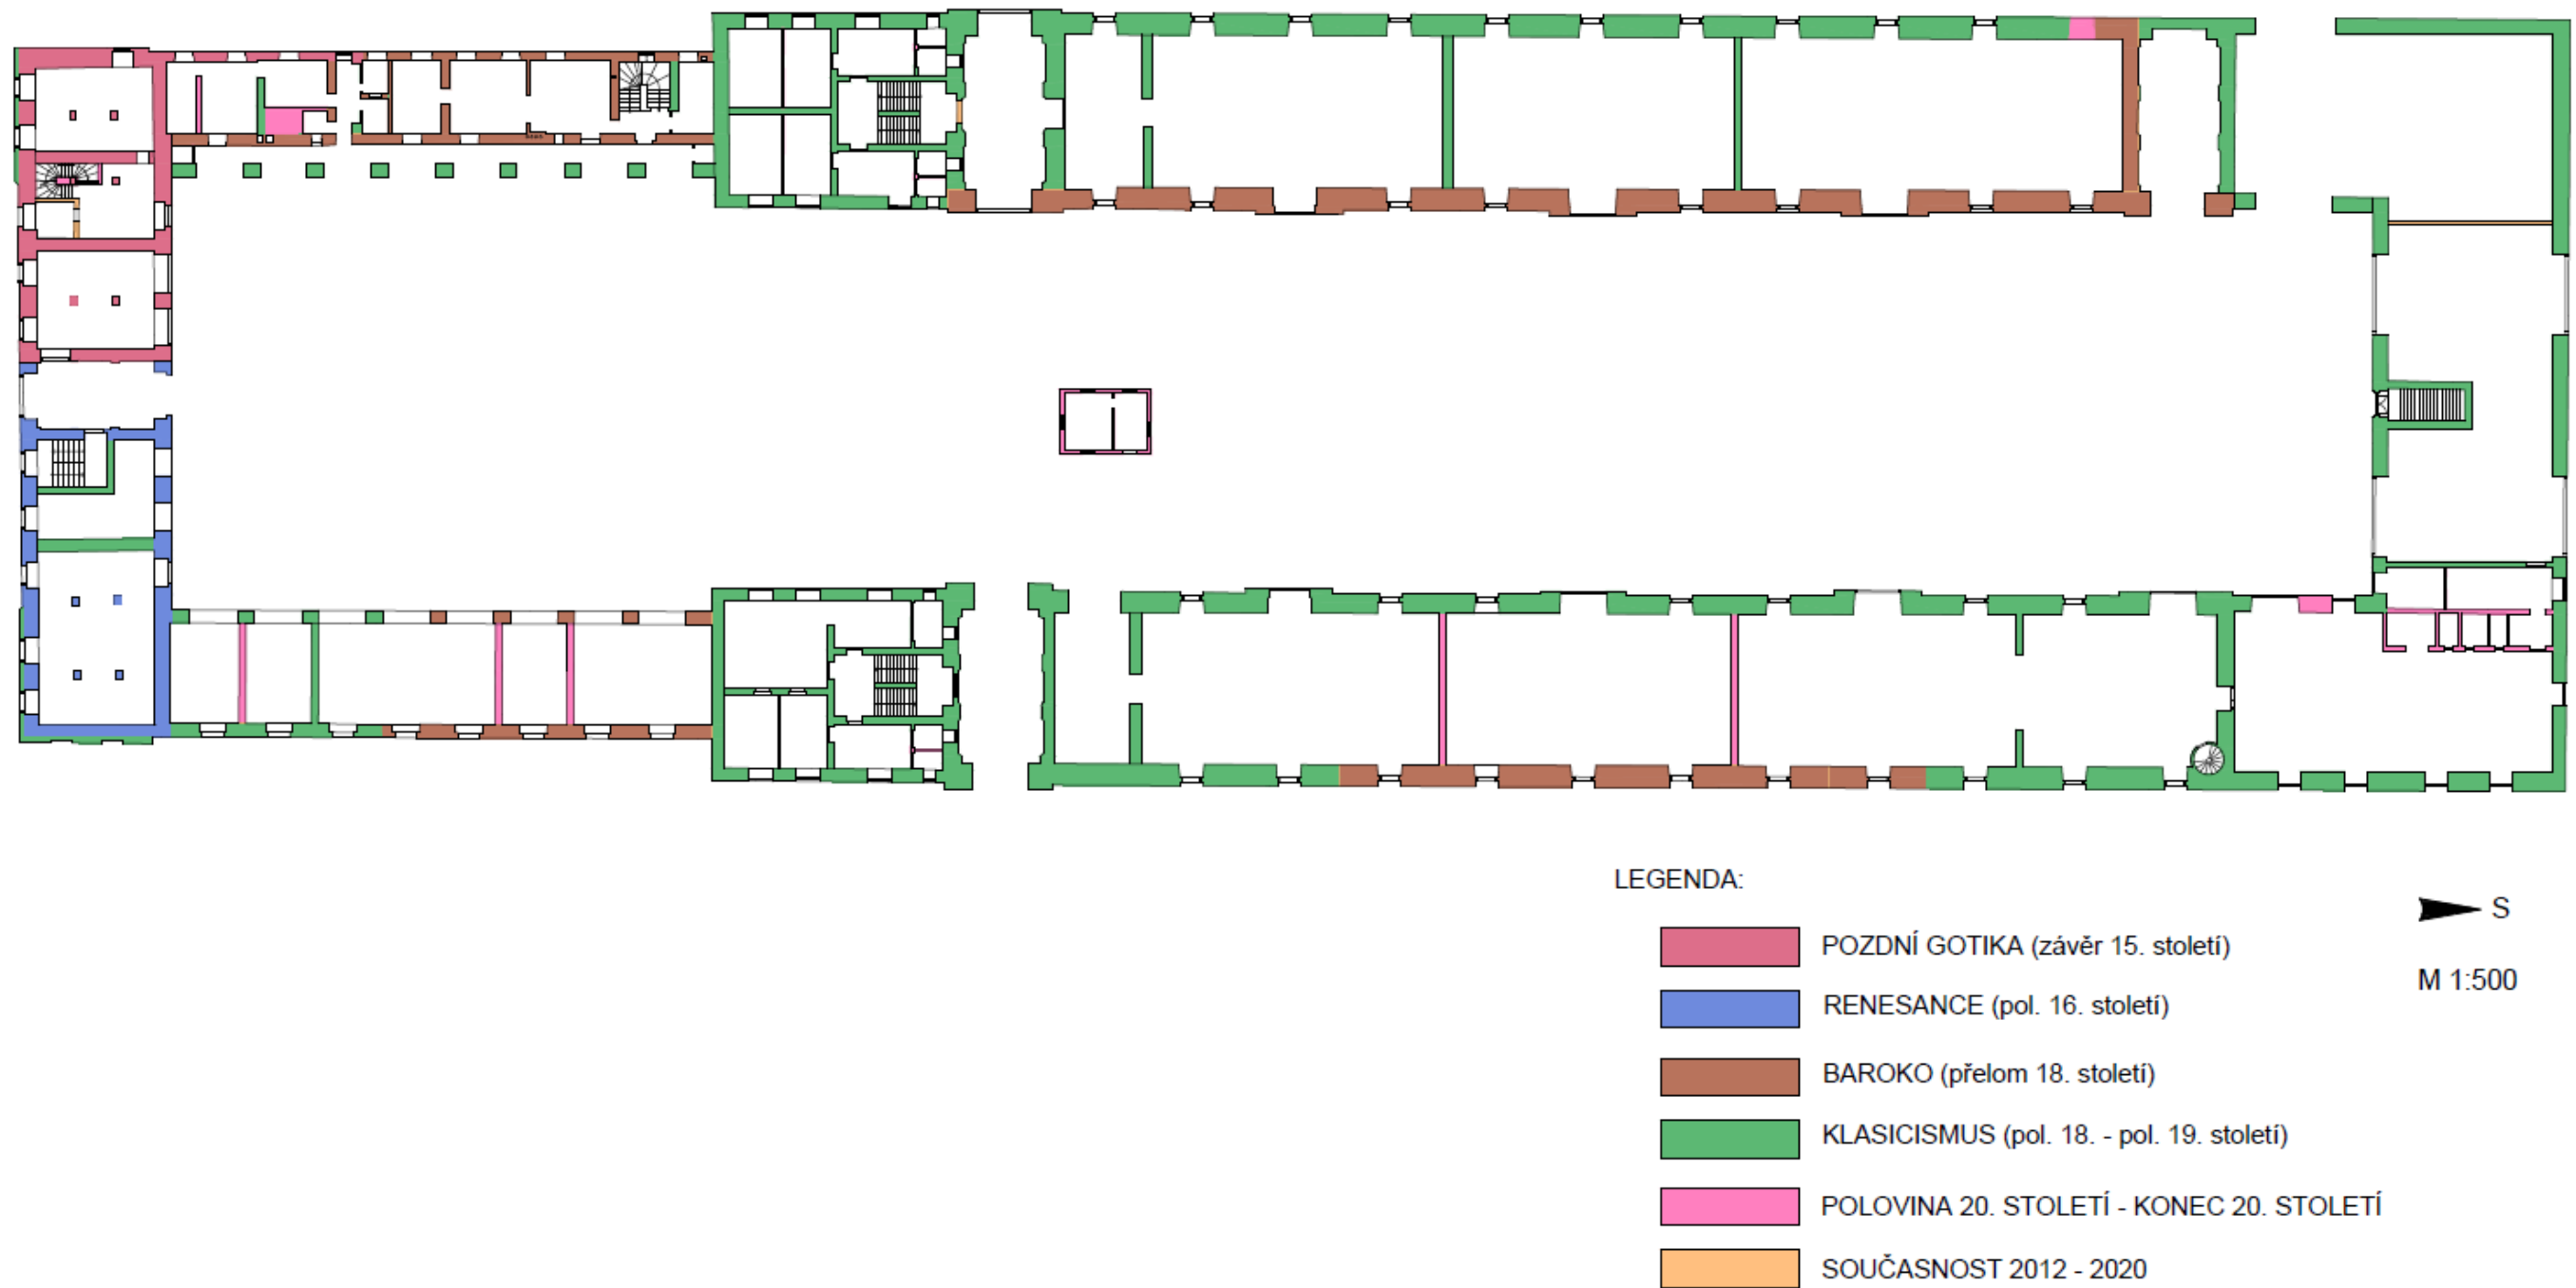 LEGENDA:
S
POZDNÍ GOTIKA (závěr 15. století)
M 1:500
RENESANCE (pol. 16. století)
BAROKO (přelom 18. století)
KLASICISMUS (pol. 18. - pol. 19. století)
POLOVINA 20. STOLETÍ - KONEC 20. STOLETÍ
SOUČASNOST 2012 - 2020